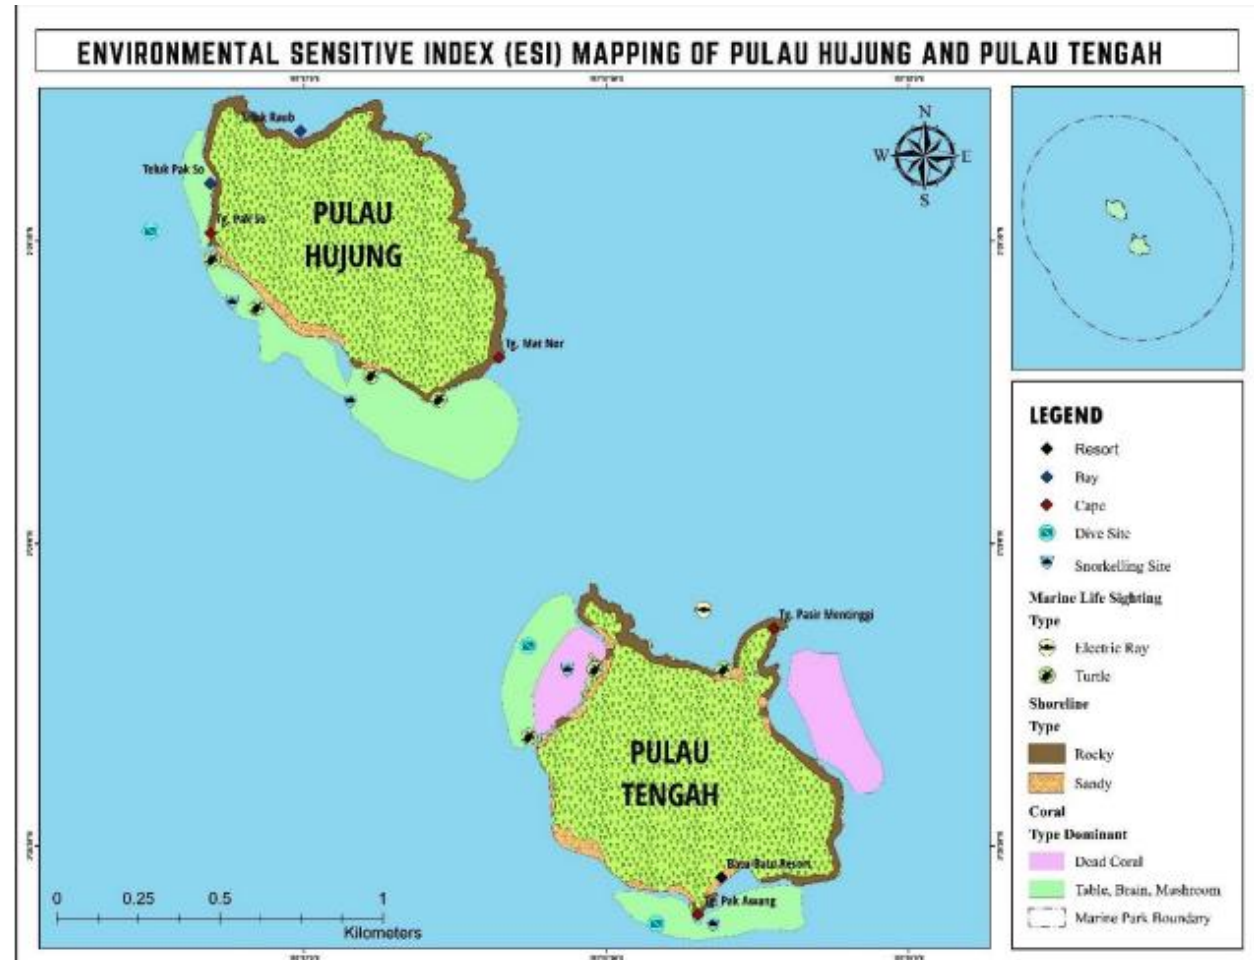 ENVIRONMENTAL SENSITIVE INDEX (ESI) MAPPING OF PULAU HUJUNG AND PULAU TENGAH
N
W
E
S
Teluk Raub
Teluk Pak So
Tg. Pak So
PULAU
HUJUNG
Tg. Mat Nor
Tg. Pasir Mentinggi
PULAU
TENGAH
Batu-Batu Resort
Tg. Pak Awang
0 0.25 0.5 1
Kilometers
LEGEND
Resort
Bay
Cape
Dive Site
Snorkelling Site
Marine Life Sighting
Type
Electric Ray
Turtle
Shoreline
Type
Rocky
Sandy
Coral
Type Dominant
Dead Coral
Table, Brain, Mushroom
Marine Park Boundary